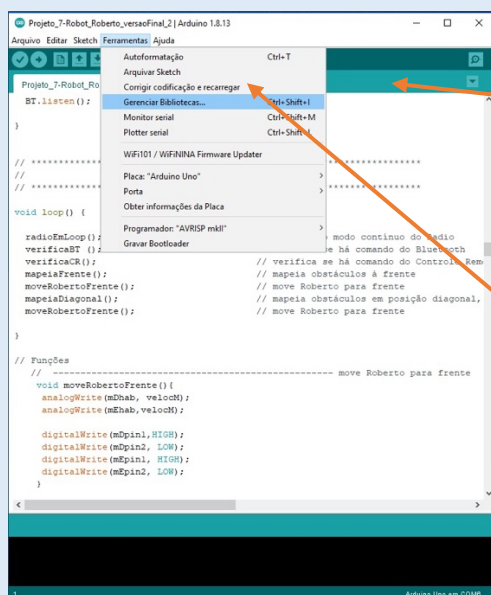 Projeto_7-Robot_Roberto_versaoFinal_2 | Arduino 1.8.13
Arquivo Editar Sketch Ferramentas Ajuda
Projeto_7-Robot_Ro
Autoformatação Ctrl+T
Arquivar Sketch
Corrigir codificação e recarregar
Gerenciar Bibliotecas... Ctrl+Shift+I
Monitor serial Ctrl+Shift+M
Plotter serial Ctrl+Shift+L
WiFi101 / WiFiNINA Firmware Updater
Placa: "Arduino Uno"
Porta
Obter informações da Placa
Programador: "AVRISP mkII"
Gravar Bootloader
BT.listen();
}
//
//
//
void loop() {
radioEmLoop(); modo contínuo do Radio
verificaBT (); se há comando do Bluetooth
verificaCR(); // verifica se há comando do Controle Rem
mapeiaFrente(); // mapeia obstáculos à frente
moveRobertoFrente(); // move Roberto para frente
mapeiaDiagonal(); // mapeia obstáculos em posição diagonal,
moveRobertoFrente(); // move Roberto para frente
}
// Funções
// ------------------------------------------------ move Roberto para frente
void moveRobertoFrente(){
analogWrite(mDhab, velocM);
analogWrite(mEhab,velocM);
digitalWrite(mDpin1,HIGH);
digitalWrite(mDpin2, LOW);
digitalWrite(mEpin1, HIGH);
digitalWrite(mEpin2, LOW);
}
1 Arduino Uno em COM6